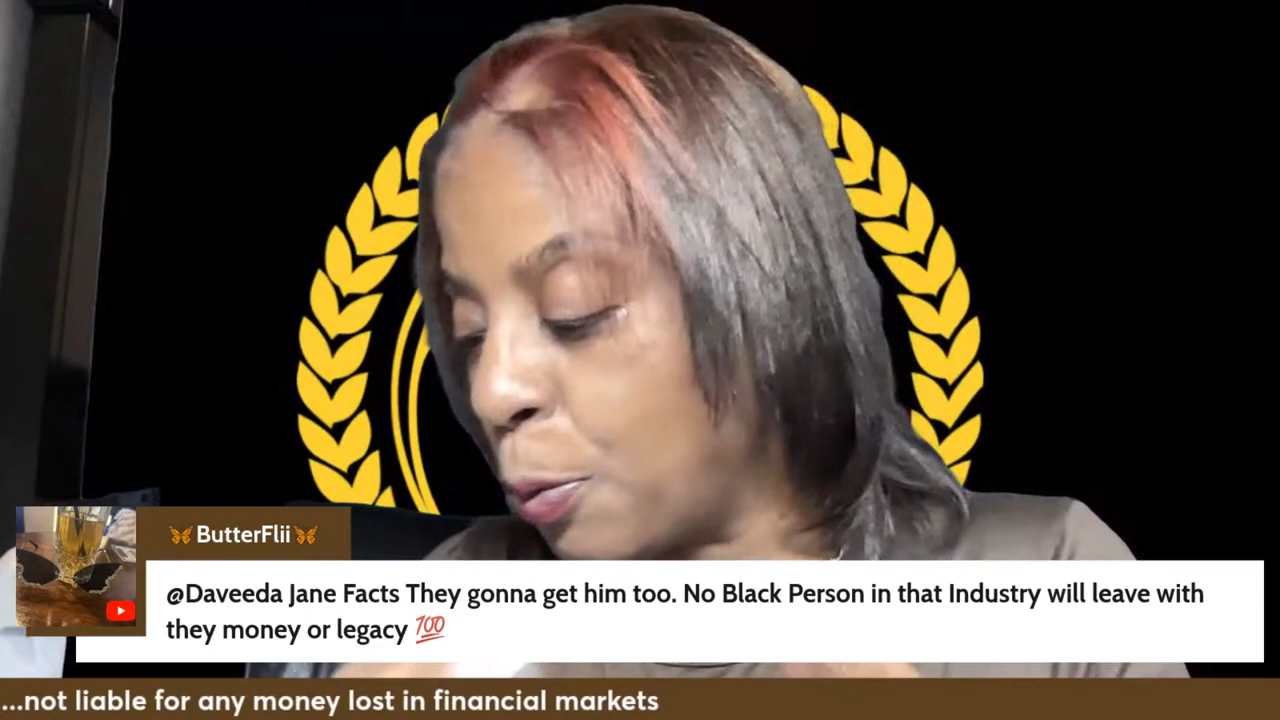 🦋ButterFlii🦋
@Daveeda Jane Facts They gonna get him too. No Black Person in that Industry will leave with
they money or legacy 💯
...not liable for any money lost in financial markets